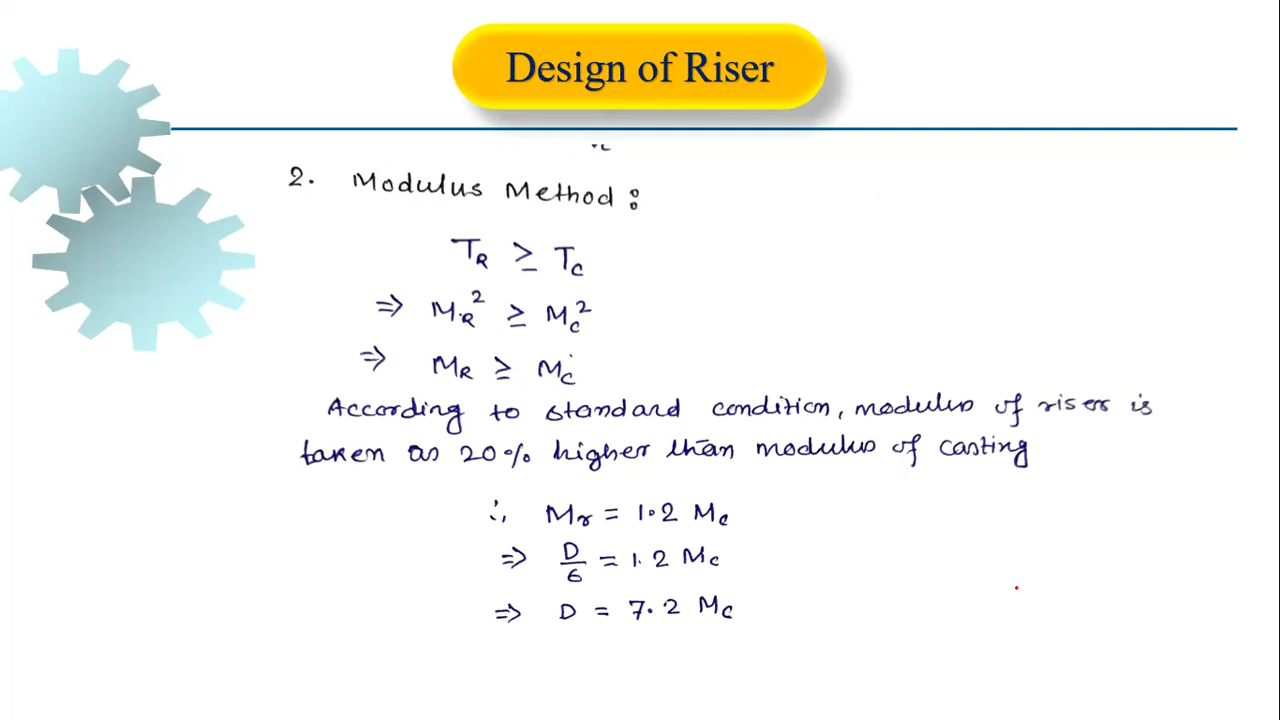 Design of Riser
2. Modulus Method :
T_R ≥ T_C
⇒ M_R² ≥ M_C²
⇒ M_R ≥ M_C
According to standard condition, modulus of riser is
taken as 20% higher than modulus of casting
∴ M_r = 1.2 M_c
⇒ D/6 = 1.2 M_c
⇒ D = 7.2 M_c